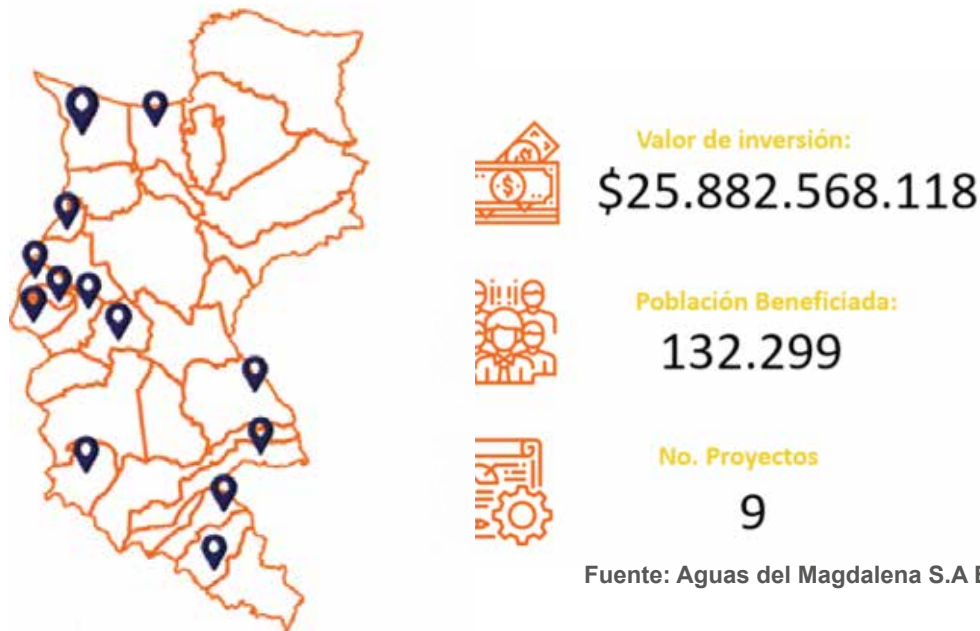 Valor de inversión:
$25.882.568.118
Población Beneficiada:
132.299
No. Proyectos
9
Fuente: Aguas del Magdalena S.A